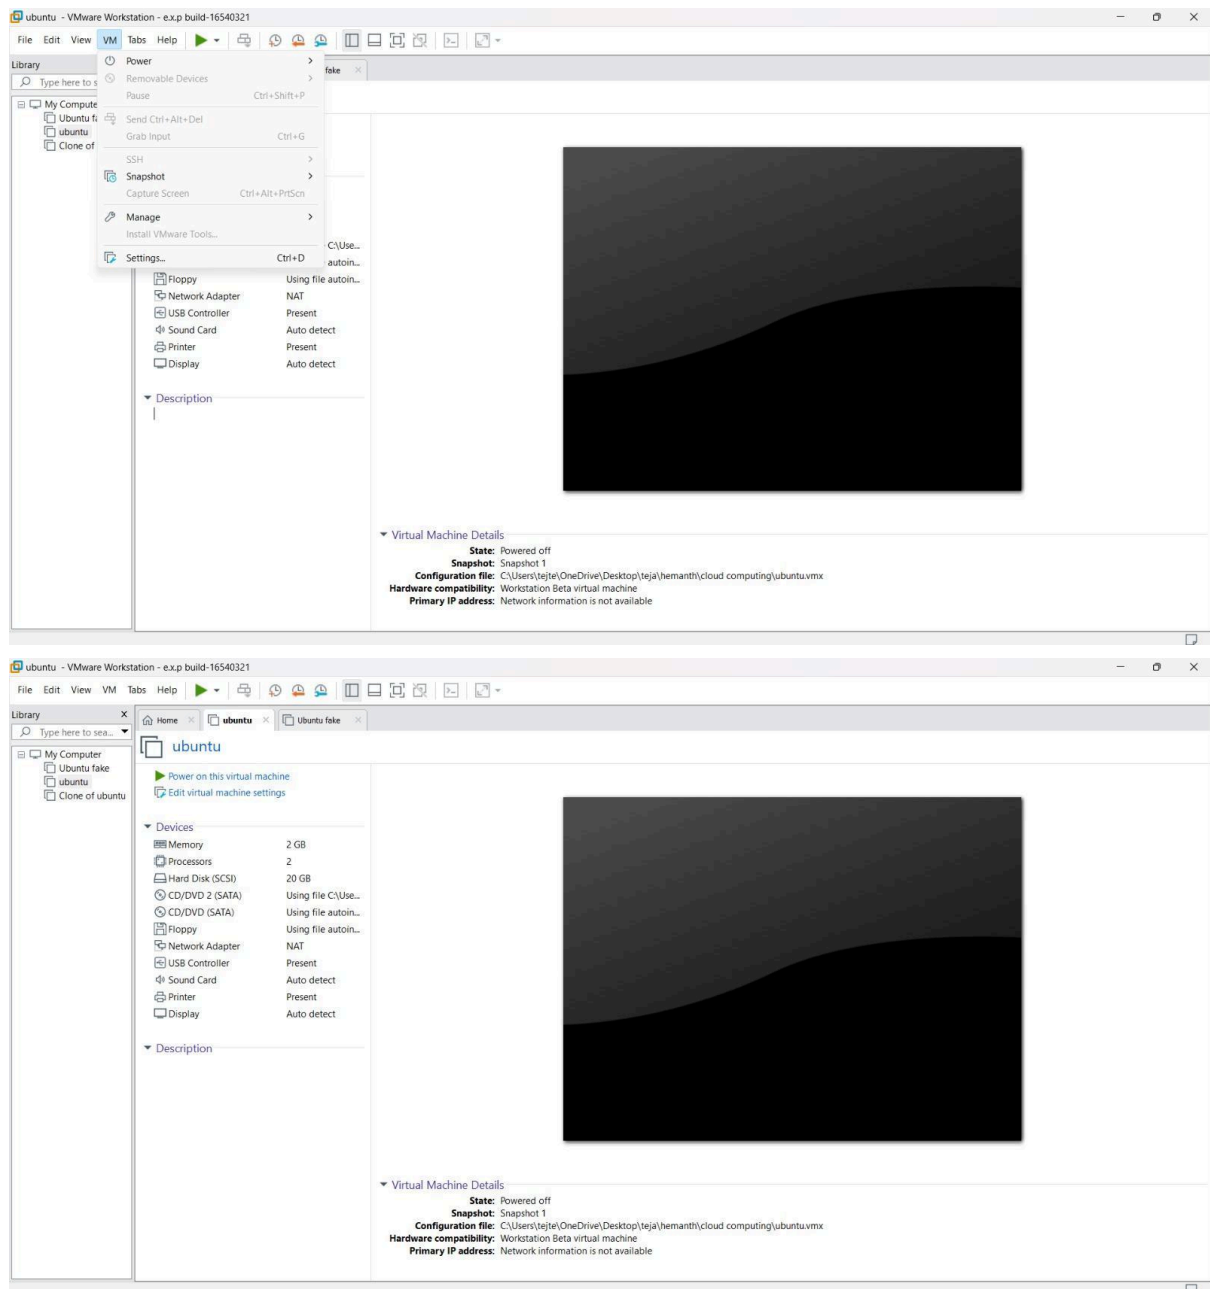 ubuntu - VMware Workstation - e.x.p build-16540321
File Edit View VM Tabs Help
Library
Type here to s
fake
Power
Removable Devices
Pause Ctrl+Shift+P
Send Ctrl+Alt+Del
Grab Input Ctrl+G
SSH
Snapshot
Capture Screen Ctrl+Alt+PrtScn
Manage
Install VMware Tools...
Settings... Ctrl+D
My Compute
Ubuntu fa
ubuntu
Clone of
C:\Use...
autoin...
Floppy Using file autoin...
Network Adapter NAT
USB Controller Present
Sound Card Auto detect
Printer Present
Display Auto detect
Description
Virtual Machine Details
State: Powered off
Snapshot: Snapshot 1
Configuration file: C:\Users\tejte\OneDrive\Desktop\teja\hemanth\cloud computing\ubuntu.vmx
Hardware compatibility: Workstation Beta virtual machine
Primary IP address: Network information is not available
ubuntu - VMware Workstation - e.x.p build-16540321
File Edit View VM Tabs Help
Library X
Type here to sea...
Home ubuntu Ubuntu fake
My Computer
Ubuntu fake
ubuntu
Clone of ubuntu
ubuntu
Power on this virtual machine
Edit virtual machine settings
Devices
Memory 2 GB
Processors 2
Hard Disk (SCSI) 20 GB
CD/DVD 2 (SATA) Using file C:\Use...
CD/DVD (SATA) Using file autoin...
Floppy Using file autoin...
Network Adapter NAT
USB Controller Present
Sound Card Auto detect
Printer Present
Display Auto detect
Description
Virtual Machine Details
State: Powered off
Snapshot: Snapshot 1
Configuration file: C:\Users\tejte\OneDrive\Desktop\teja\hemanth\cloud computing\ubuntu.vmx
Hardware compatibility: Workstation Beta virtual machine
Primary IP address: Network information is not available